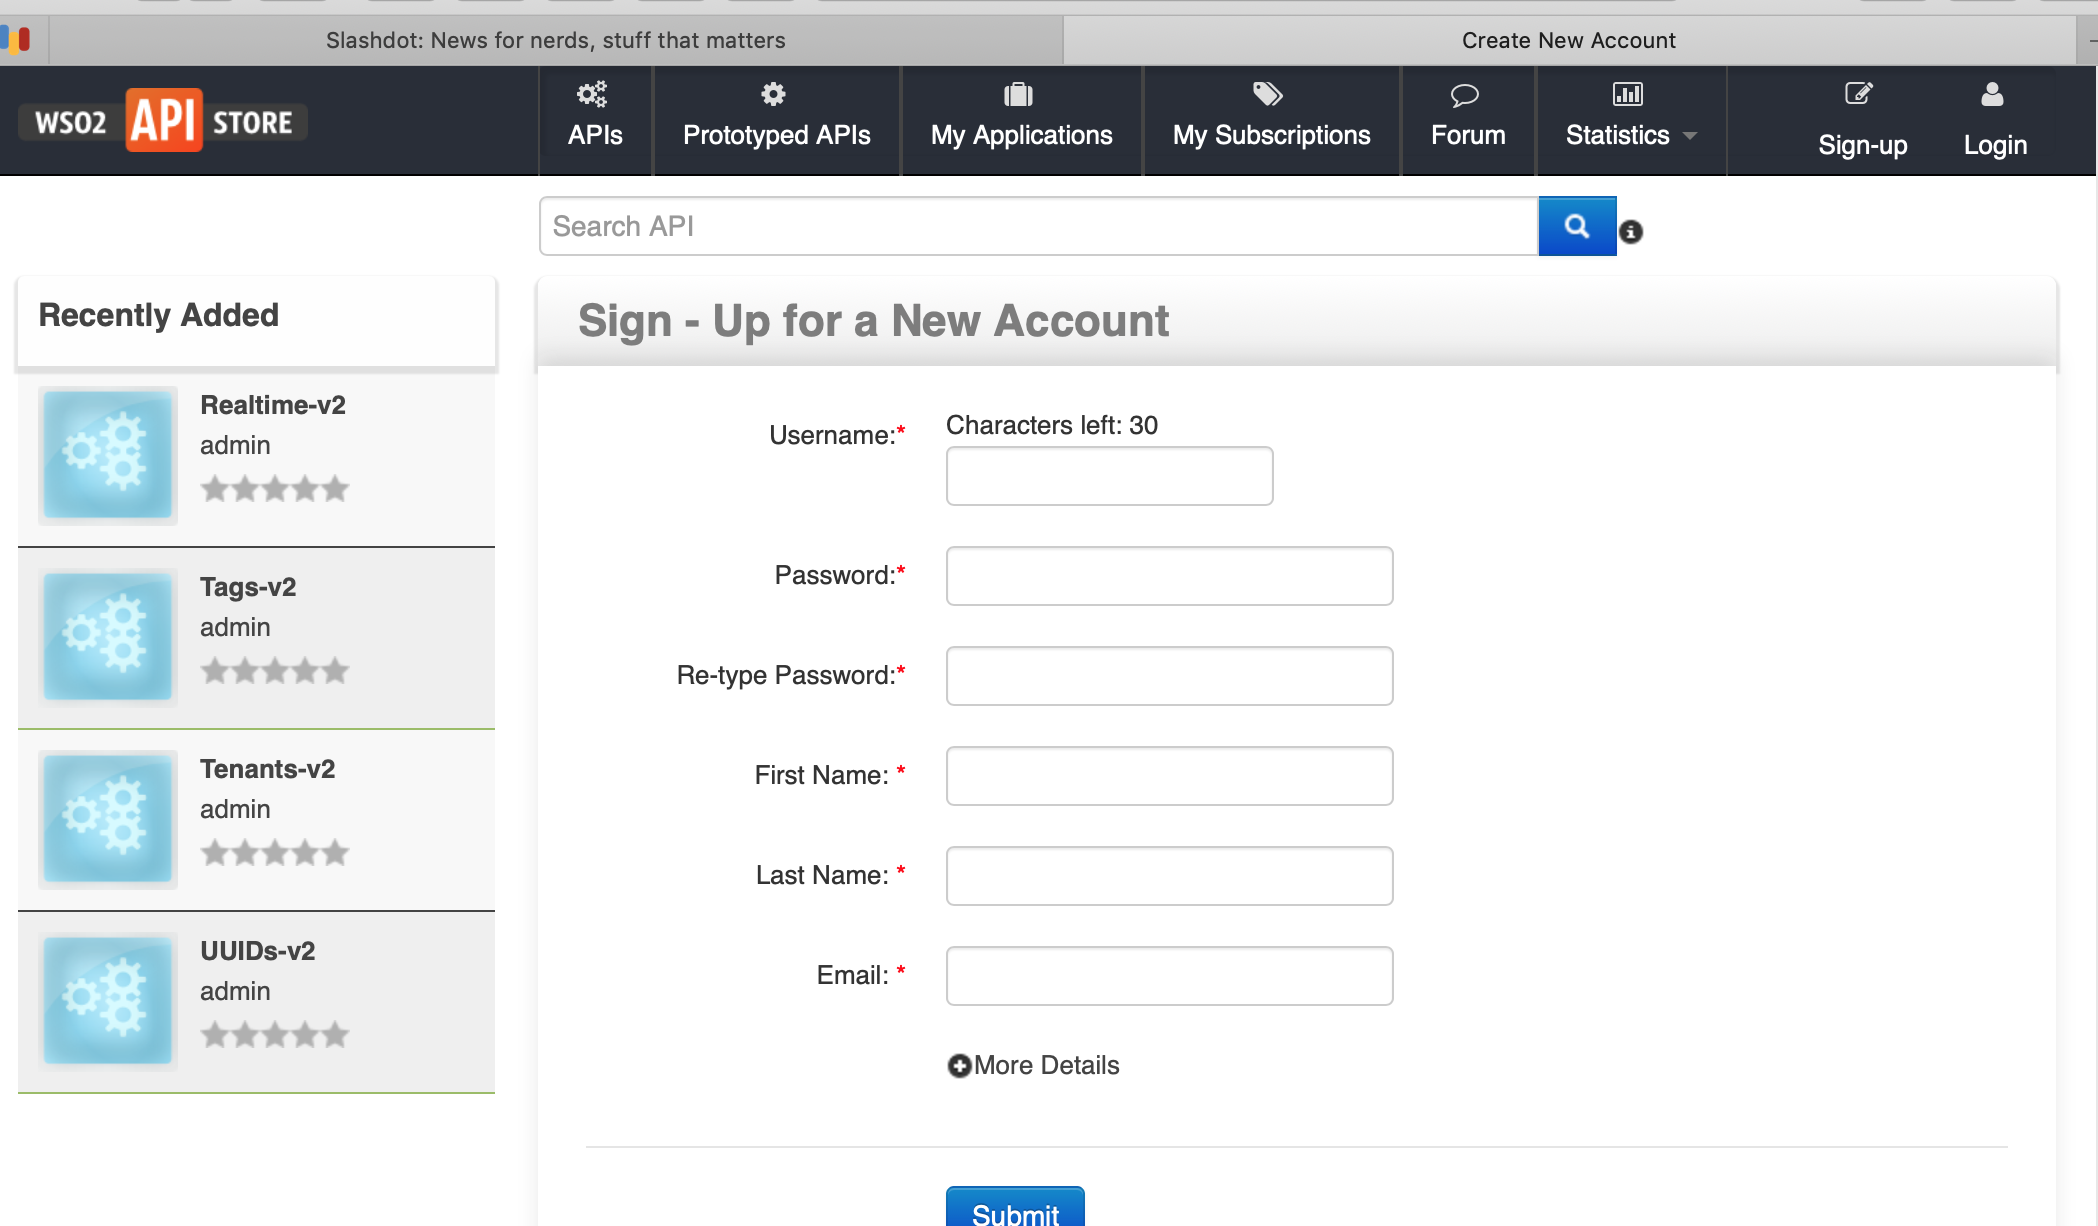 Slashdot: News for nerds, stuff that matters
Create New Account
WSO2 API STORE
APIs
Prototyped APIs
My Applications
My Subscriptions
Forum
Statistics
Sign-up
Login
Search API
Recently Added
Realtime-v2
admin
Tags-v2
admin
Tenants-v2
admin
UUIDs-v2
admin
Sign - Up for a New Account
Username:*
Characters left: 30
Password:*
Re-type Password:*
First Name: *
Last Name: *
Email: *
More Details
Submit